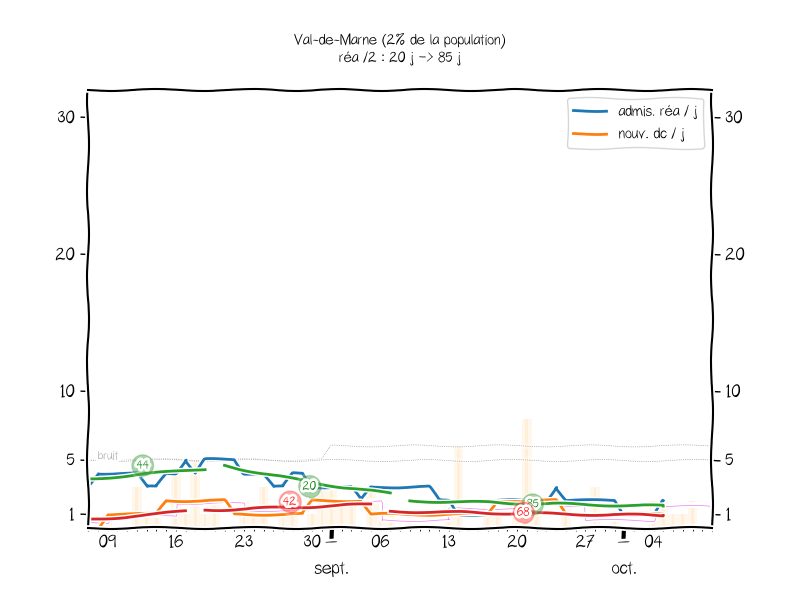 Val-de-Marne (2% de la population)
réa /2 : 20 j -> 85 j
admis. réa / j
nouv. dc / j
30
30
20
20
10
10
5
5
1
1
bruit
44
20
42
85
68
09 16 23 30 06 13 20 27 04
sept. oct.